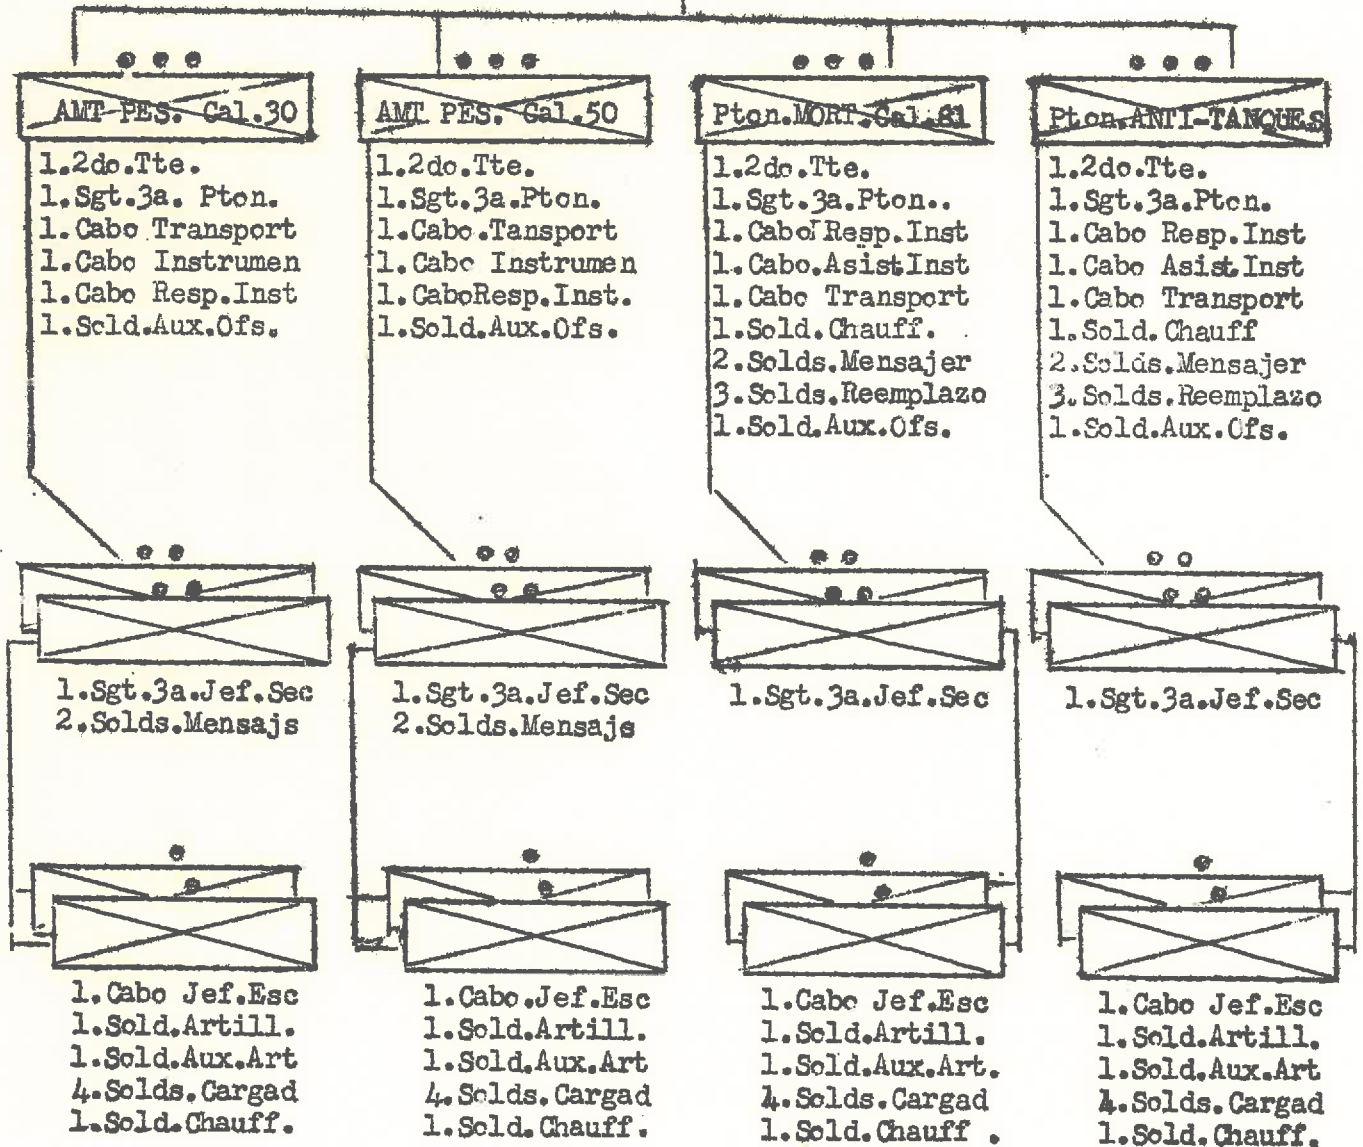 AMT-PES. Cal.30
1.2do.Tte.
1.Sgt.3a. Pton.
1.Cabo Transport
1.Cabo Instrumen
1.Cabo Resp.Inst
1.Sold.Aux.Ofs.
1.Sgt.3a.Jef.Sec
2.Solds.Mensajs
1.Cabo Jef.Esc
1.Sold.Artill.
1.Sold.Aux.Art
4.Solds.Cargad
1.Sold.Chauff.
AMT PES. Cal.50
1.2do.Tte.
1.Sgt.3a.Pton.
1.Cabo.Tansport
1.Cabo Instrumen
1.CaboResp.Inst.
1.Sold.Aux.Ofs.
1.Sgt.3a.Jef.Sec
2.Solds.Mensajs
1.Cabo.Jef.Esc
1.Sold.Artill.
1.Sold.Aux.Art
4.Solds.Cargad
1.Sold.Chauff.
Pton.MORT.Cal.81
1.2do.Tte.
1.Sgt.3a.Pton..
1.Cabo Resp.Inst
1.Cabo.Asist.Inst
1.Cabo Transport
1.Sold.Chauff.
2.Solds.Mensajer
3.Solds.Reemplazo
1.Sold.Aux.Ofs.
1.Sgt.3a.Jef.Sec
1.Cabo Jef.Esc
1.Sold.Artill.
1.Sold.Aux.Art.
4.Solds.Cargad
1.Sold.Chauff .
Pton.ANTI-TANQUES
1.2do.Tte.
1.Sgt.3a.Pton.
1.Cabo Resp.Inst
1.Cabo Asist.Inst
1.Cabo Transport
1.Sold.Chauff
2.Solds.Mensajer
3.Solds.Reemplazo
1.Sold.Aux.Ofs.
1.Sgt.3a.Jef.Sec
1.Cabo Jef.Esc
1.Sold.Artill.
1.Sold.Aux.Art
4.Solds.Cargad
1.Sold.Chauff.